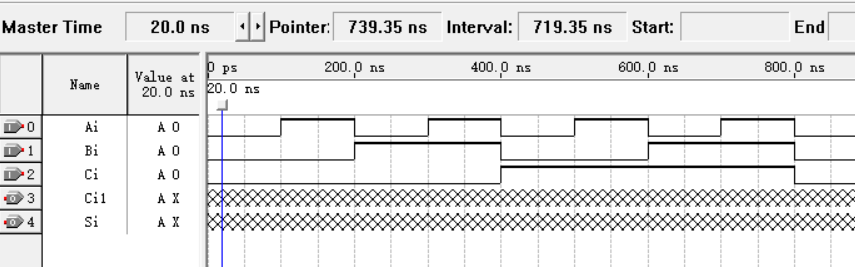 Master Time 20.0 ns Pointer: 739.35 ns Interval: 719.35 ns Start: End
Name Value at 20.0 ns 0 ps 200.0 ns 400.0 ns 600.0 ns 800.0 ns
20.0 ns
0 Ai A 0
1 Bi A 0
2 Ci A 0
3 Ci1 A X
4 Si A X